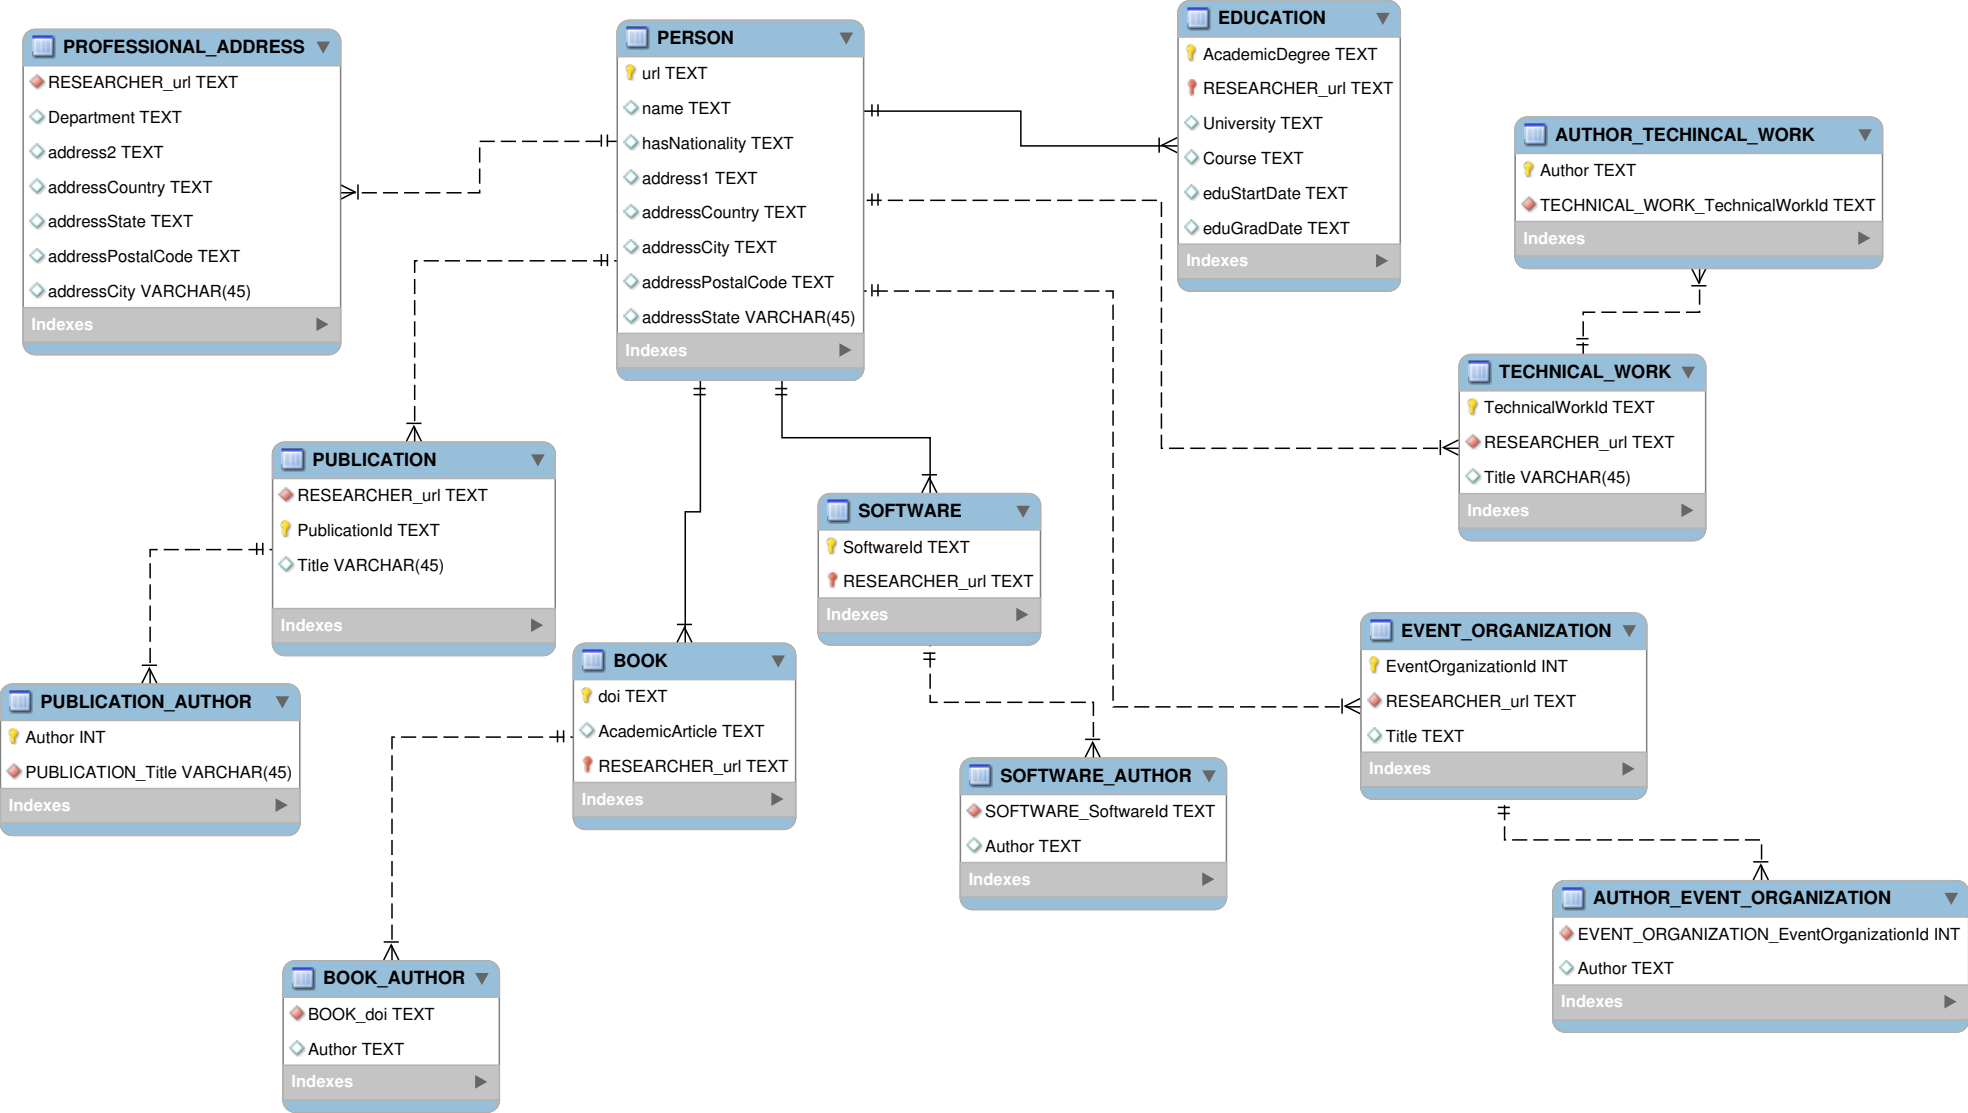 PROFESSIONAL_ADDRESS
RESEARCHER_url TEXT
Department TEXT
address2 TEXT
addressCountry TEXT
addressState TEXT
addressPostalCode TEXT
addressCity VARCHAR(45)
Indexes
PERSON
url TEXT
name TEXT
hasNationality TEXT
address1 TEXT
addressCountry TEXT
addressCity TEXT
addressPostalCode TEXT
addressState VARCHAR(45)
Indexes
EDUCATION
AcademicDegree TEXT
RESEARCHER_url TEXT
University TEXT
Course TEXT
eduStartDate TEXT
eduGradDate TEXT
Indexes
AUTHOR_TECHINCAL_WORK
Author TEXT
TECHNICAL_WORK_TechnicalWorkId TEXT
Indexes
TECHNICAL_WORK
TechnicalWorkId TEXT
RESEARCHER_url TEXT
Title VARCHAR(45)
Indexes
PUBLICATION
RESEARCHER_url TEXT
PublicationId TEXT
Title VARCHAR(45)
Indexes
SOFTWARE
SoftwareId TEXT
RESEARCHER_url TEXT
Indexes
EVENT_ORGANIZATION
EventOrganizationId INT
RESEARCHER_url TEXT
Title TEXT
Indexes
BOOK
doi TEXT
AcademicArticle TEXT
RESEARCHER_url TEXT
Indexes
PUBLICATION_AUTHOR
Author INT
PUBLICATION_Title VARCHAR(45)
Indexes
SOFTWARE_AUTHOR
SOFTWARE_SoftwareId TEXT
Author TEXT
Indexes
AUTHOR_EVENT_ORGANIZATION
EVENT_ORGANIZATION_EventOrganizationId INT
Author TEXT
Indexes
BOOK_AUTHOR
BOOK_doi TEXT
Author TEXT
Indexes